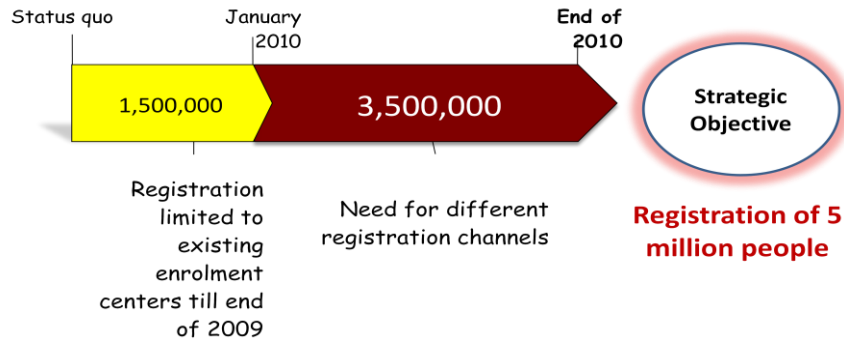 Status quo
January
2010
End of
2010
1,500,000
3,500,000
Strategic
Objective
Registration
limited to
existing
enrolment
centers till end
of 2009
Need for different
registration channels
Registration of 5
million people